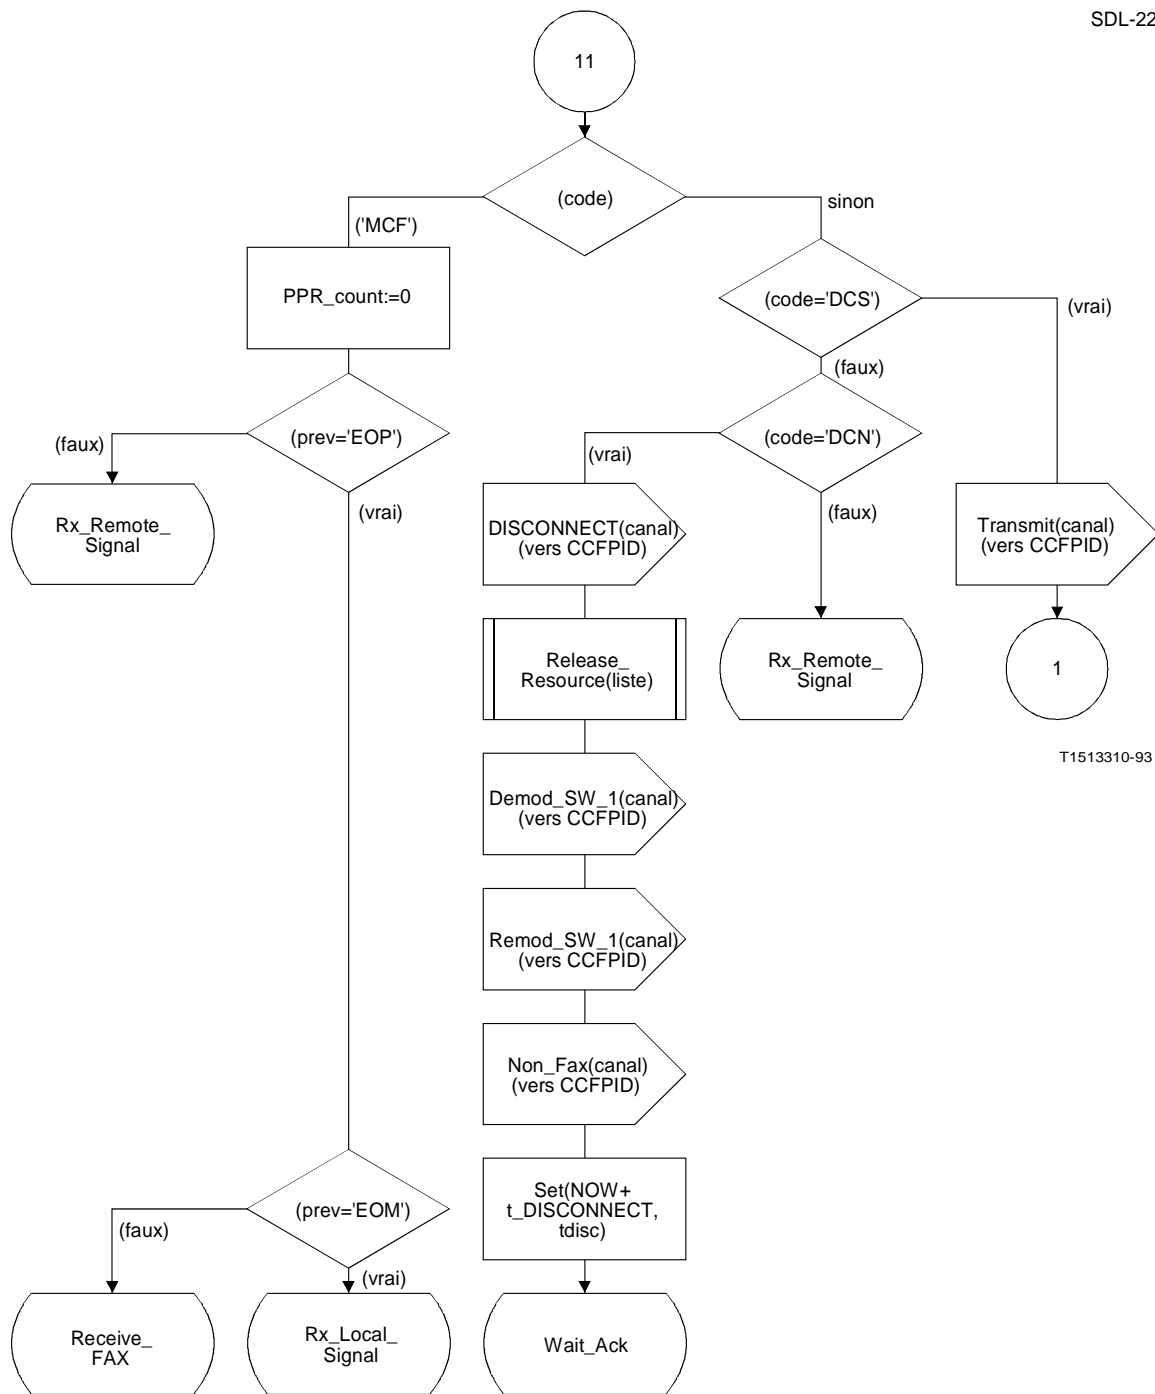 SDL-22
11
(code)
('MCF')
sinon
PPR_count:=0
(code='DCS')
(vrai)
(faux)
(prev='EOP')
(faux)
(code='DCN')
(vrai)
(vrai)
(faux)
Rx_Remote_
Signal
DISCONNECT(canal)
(vers CCFPID)
Transmit(canal)
(vers CCFPID)
Release_
Resource(liste)
Rx_Remote_
Signal
1
T1513310-93
Demod_SW_1(canal)
(vers CCFPID)
Remod_SW_1(canal)
(vers CCFPID)
Non_Fax(canal)
(vers CCFPID)
(prev='EOM')
(faux)
(vrai)
Set(NOW+
t_DISCONNECT,
tdisc)
Receive_
FAX
Rx_Local_
Signal
Wait_Ack